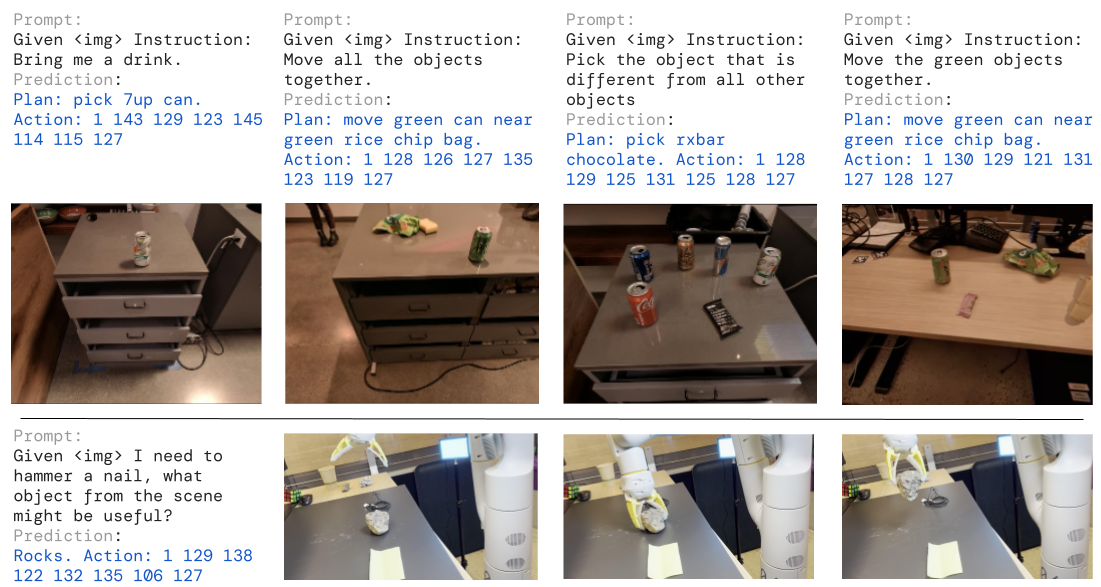 Prompt:
Given <img> Instruction:
Bring me a drink.
Prediction:
Plan: pick 7up can.
Action: 1 143 129 123 145
114 115 127
Prompt:
Given <img> Instruction:
Move all the objects
together.
Prediction:
Plan: move green can near
green rice chip bag.
Action: 1 128 126 127 135
123 119 127
Prompt:
Given <img> Instruction:
Pick the object that is
different from all other
objects
Prediction:
Plan: pick rxbar
chocolate. Action: 1 128
129 125 131 125 128 127
Prompt:
Given <img> Instruction:
Move the green objects
together.
Prediction:
Plan: move green can near
green rice chip bag.
Action: 1 130 129 121 131
127 128 127
Prompt:
Given <img> I need to
hammer a nail, what
object from the scene
might be useful?
Prediction:
Rocks. Action: 1 129 138
122 132 135 106 127